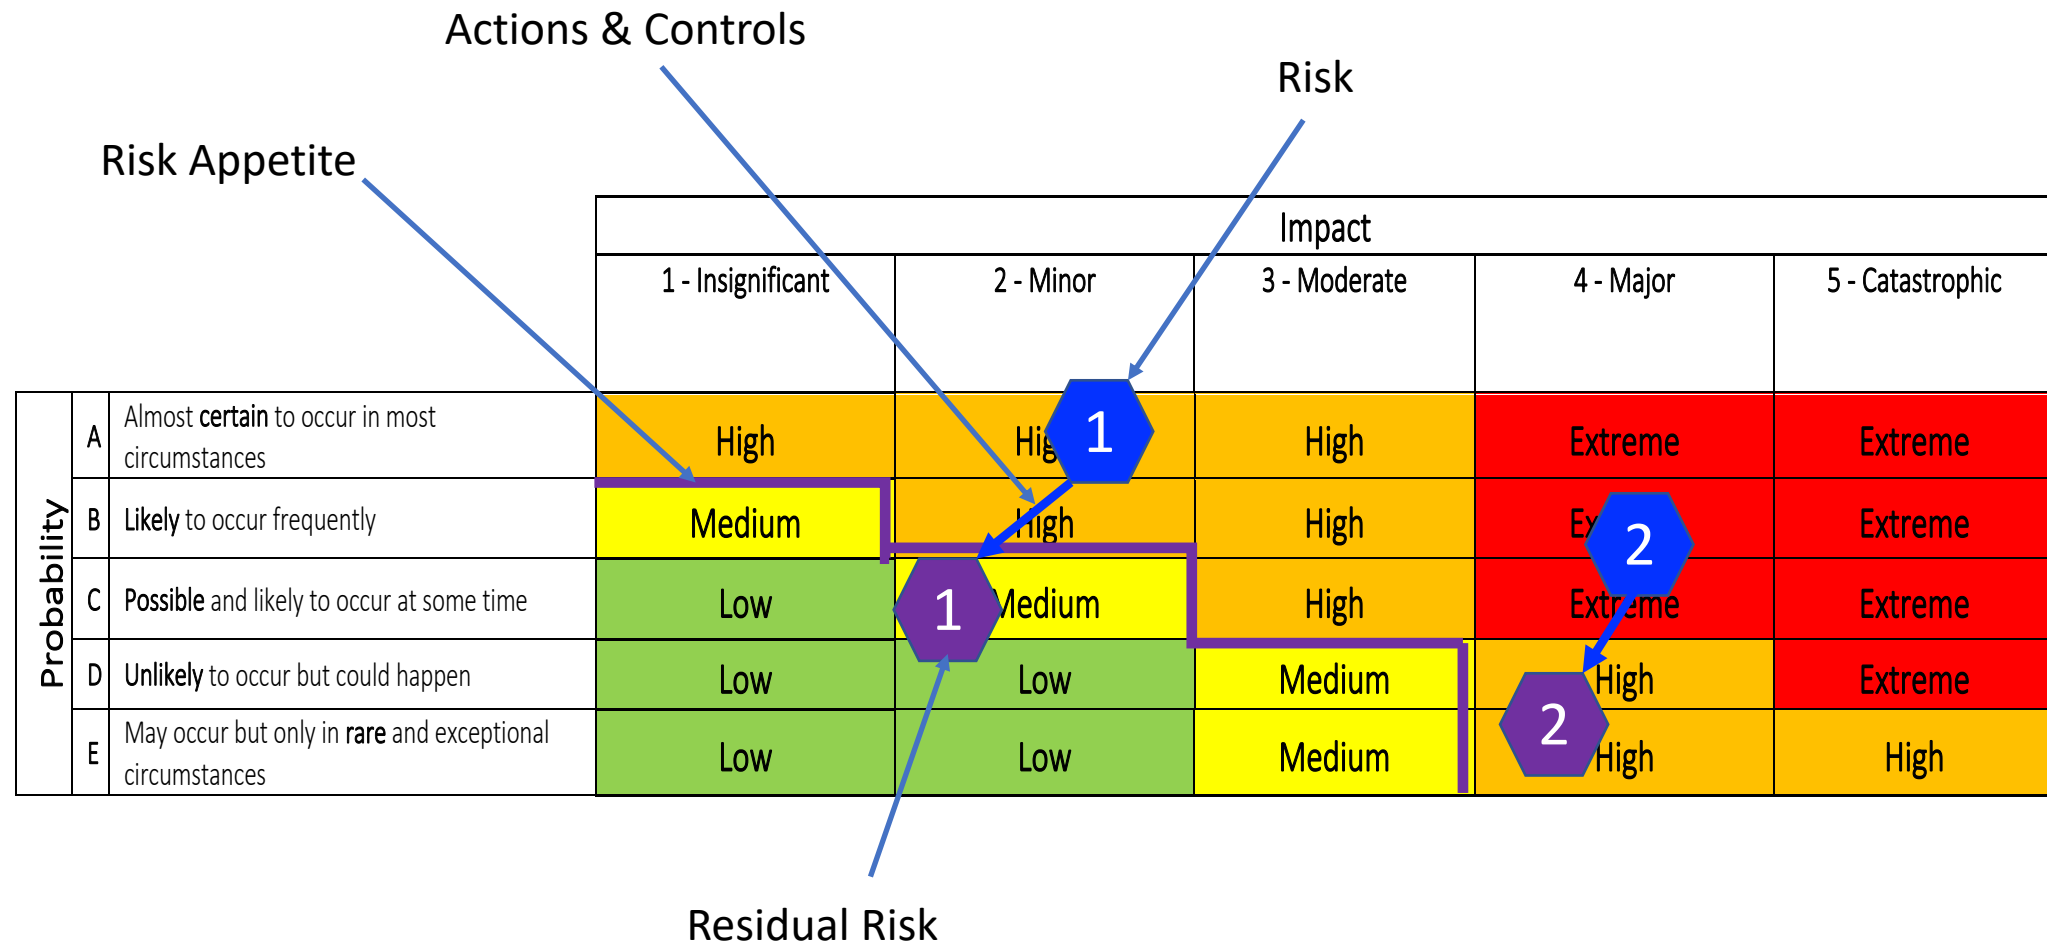 Actions & Controls
Risk
Risk Appetite
Impact
1 - Insignificant
2 - Minor
3 - Moderate
4 - Major
5 - Catastrophic
Probability
A
Almost certain to occur in most
circumstances
High
Hig
1
High
Extreme
Extreme
B
Likely to occur frequently
Medium
High
High
Ex
2
Extreme
C
Possible and likely to occur at some time
Low
1
Medium
High
Extreme
Extreme
D
Unlikely to occur but could happen
Low
Low
Medium
High
Extreme
2
E
May occur but only in rare and exceptional
circumstances
Low
Low
Medium
High
High
Residual Risk